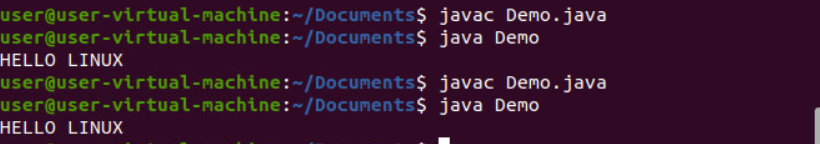 user@user-virtual-machine:~/Documents$ javac Demo.java
user@user-virtual-machine:~/Documents$ java Demo
HELLO LINUX
user@user-virtual-machine:~/Documents$ javac Demo.java
user@user-virtual-machine:~/Documents$ java Demo
HELLO LINUX
user@user-virtual-machine:~/Documents$